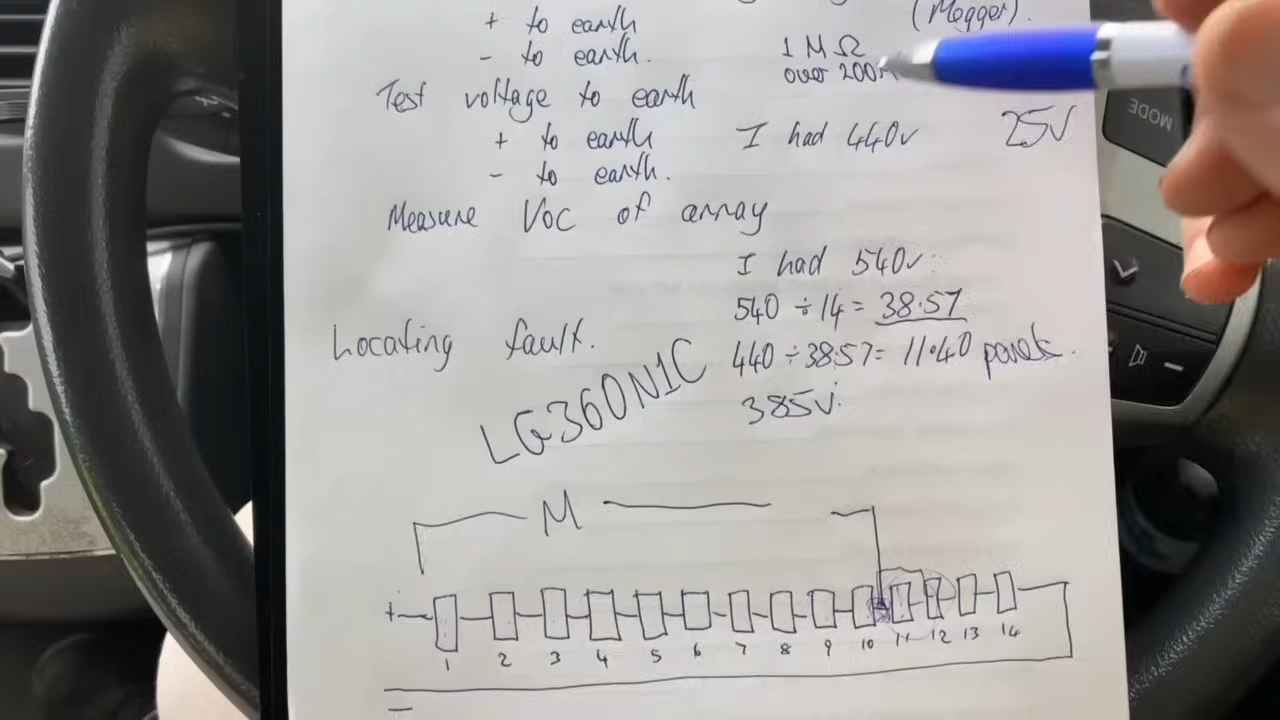 + to earth
(Megger).
- to earth.
1 M Ω
over 200
Test voltage to earth
+ to earth
I had 440v
25V
- to earth.
Measure Voc of array
I had 540v
540 ÷ 14 = 38.57
Locating fault.
440 ÷ 38.57 = 11.40 panels.
LG360N1C
385v
M
+
1 2 3 4 5 6 7 8 9 10 11 12 13 14
-
MODE